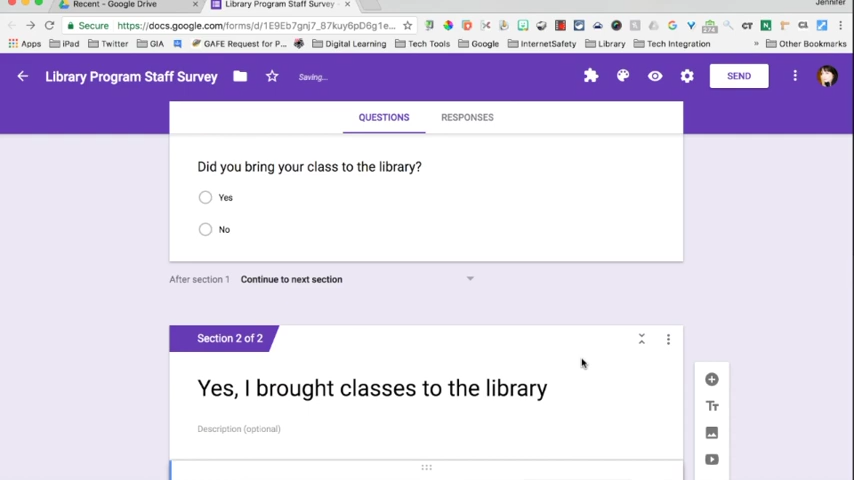 Recent - Google Drive
Library Program Staff Survey -
Jennifer
Secure https://docs.google.com/forms/d/1E9Eb7gnj7_87kuy6pD6g1e...
Apps iPad Twitter GIA GAFE Request for P... Digital Learning Tech Tools Google InternetSafety Library Tech Integration » Other Bookmarks
Library Program Staff Survey Saving... SEND
QUESTIONS RESPONSES
Did you bring your class to the library?
Yes
No
After section 1 Continue to next section
Section 2 of 2
Yes, I brought classes to the library
Description (optional)